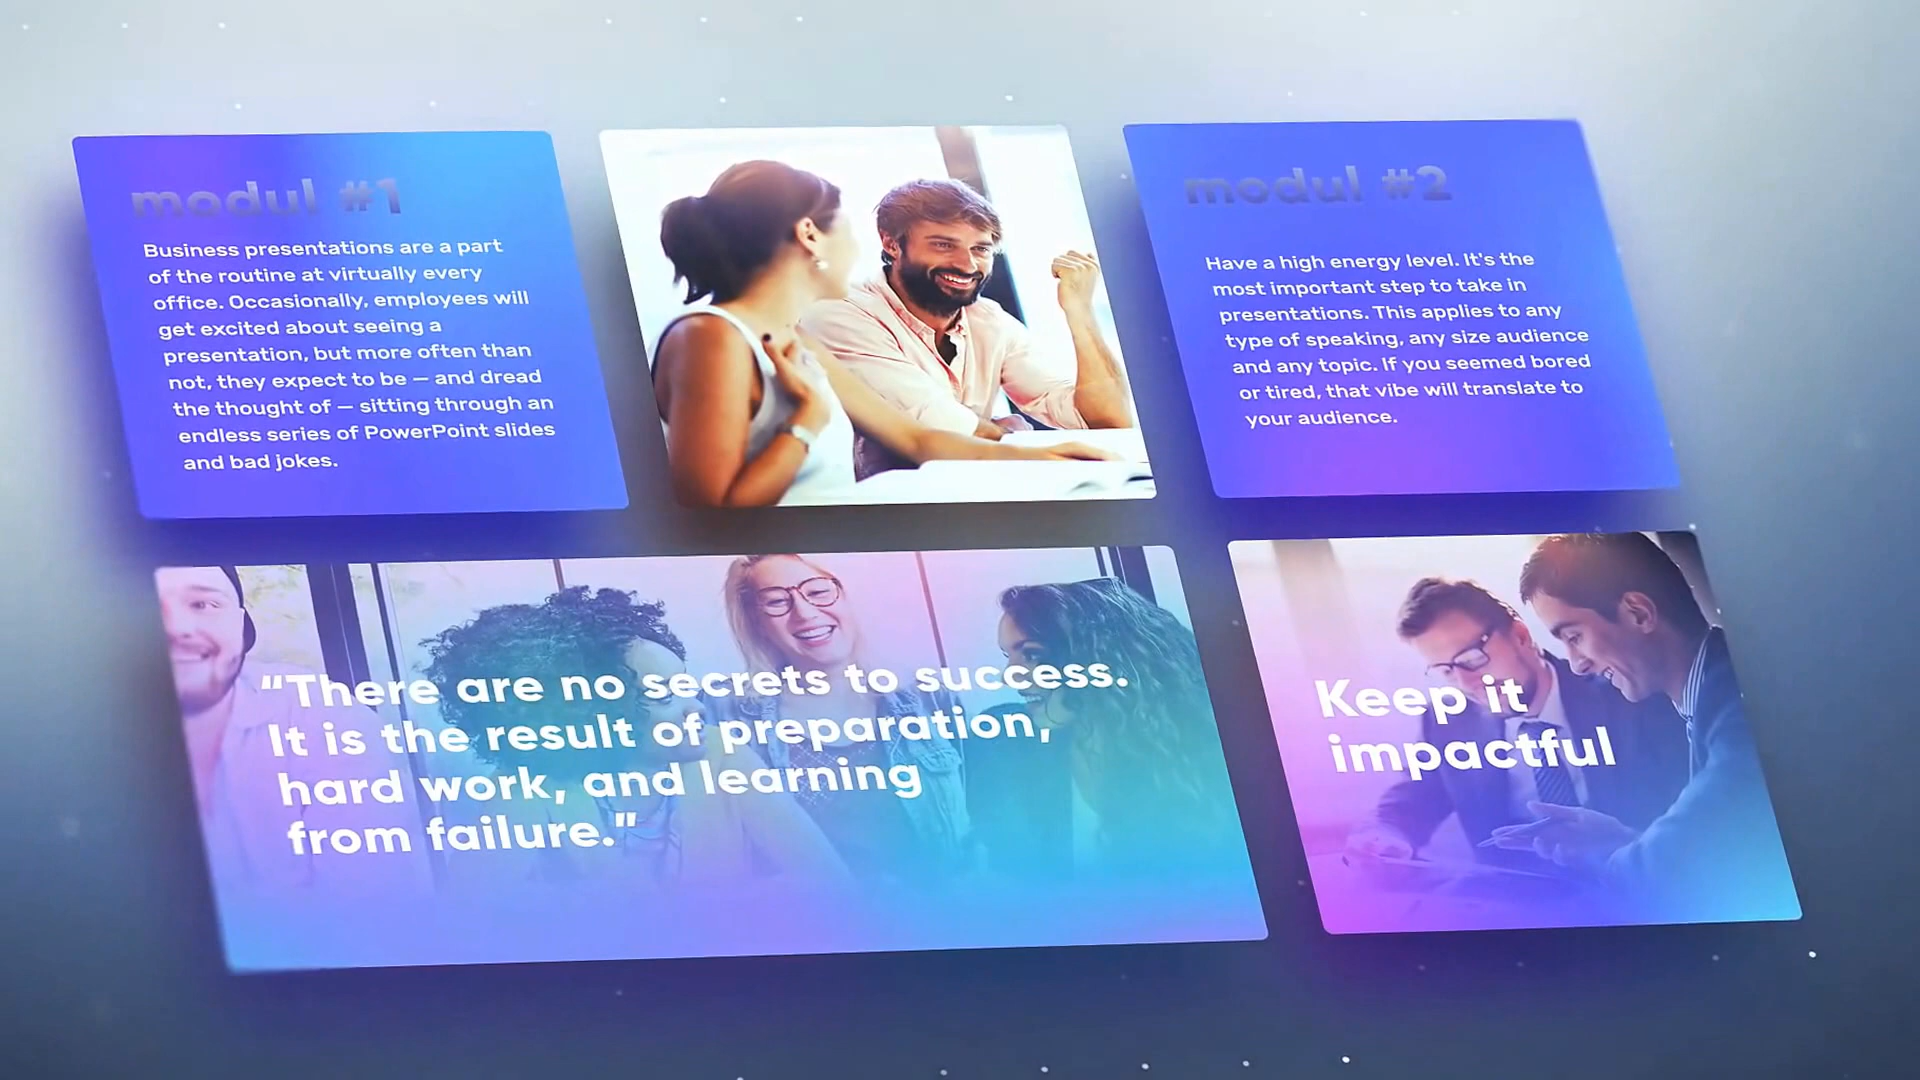 modul #1
Business presentations are a part
of the routine at virtually every
office. Occasionally, employees will
get excited about seeing a
presentation, but more often than
not, they expect to be — and dread
the thought of — sitting through an
endless series of PowerPoint slides
and bad jokes.
modul #2
Have a high energy level. It's the
most important step to take in
presentations. This applies to any
type of speaking, any size audience
and any topic. If you seemed bored
or tired, that vibe will translate to
your audience.
“There are no secrets to success.
It is the result of preparation,
hard work, and learning
from failure.”
Keep it
impactful